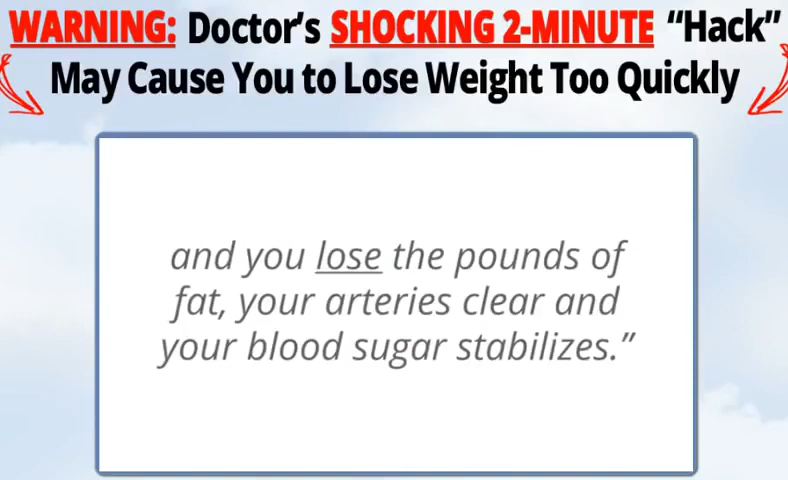 WARNING: Doctor's SHOCKING 2-MINUTE “Hack”
May Cause You to Lose Weight Too Quickly
and you lose the pounds of
fat, your arteries clear and
your blood sugar stabilizes.”